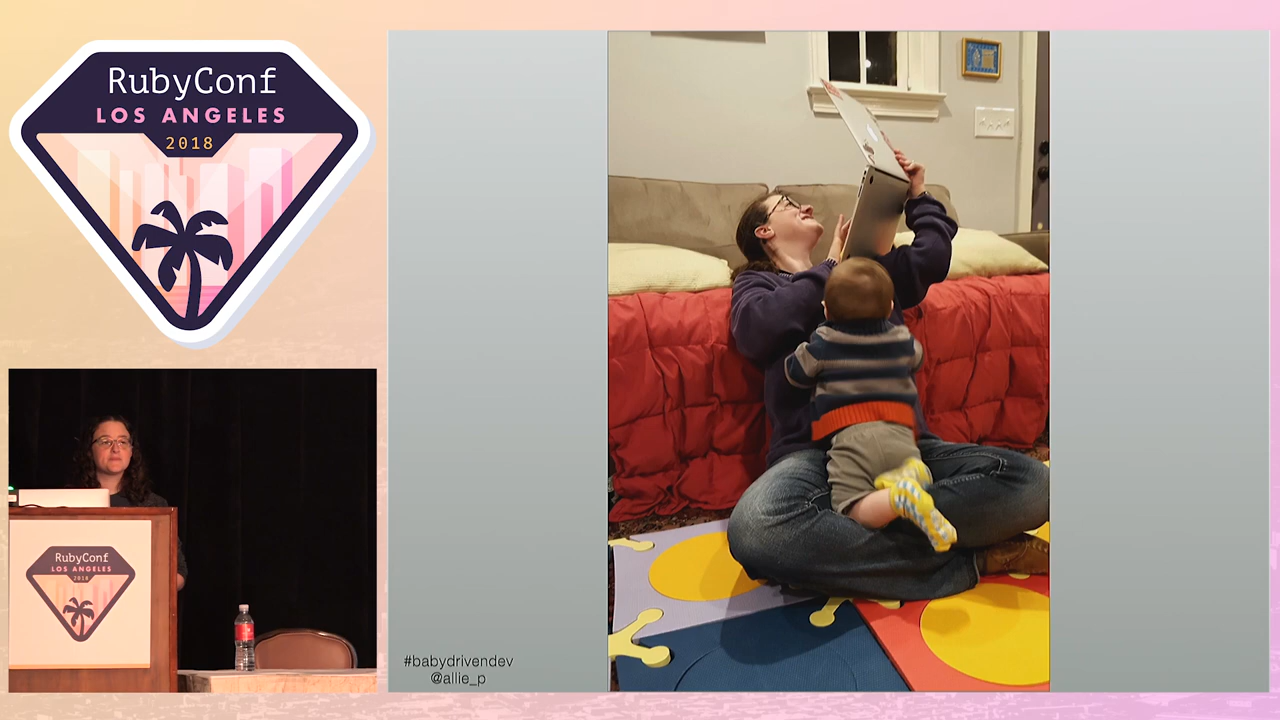 RubyConf
LOS ANGELES
2018
RubyConf
LOS ANGELES
2018
#babydrivendev
@allie_p